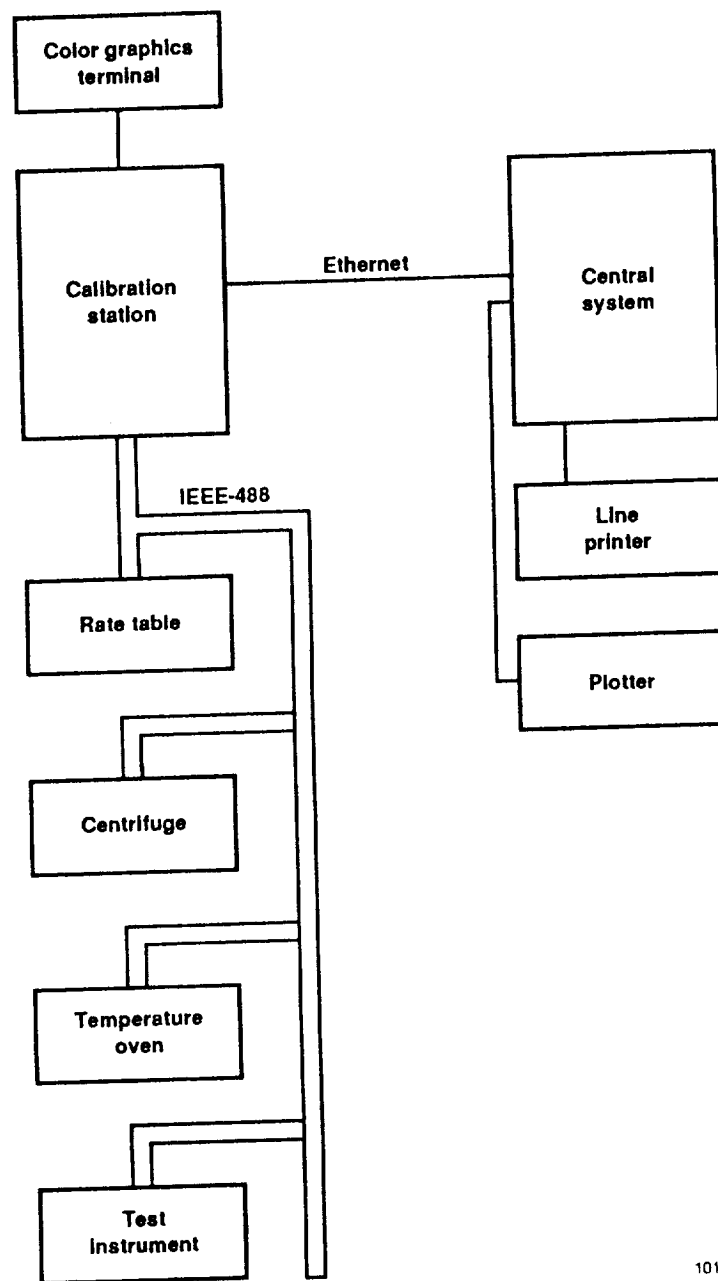 Color graphics
terminal
Calibration
station
Ethernet
Central
system
IEEE-488
Line
printer
Rate table
Plotter
Centrifuge
Temperature
oven
Test
instrument
101